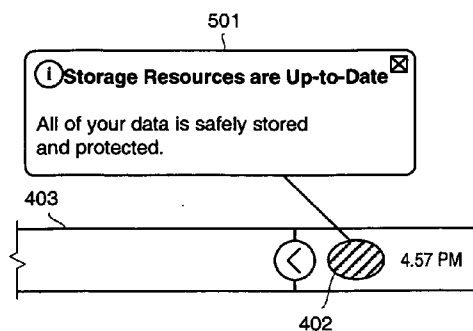 501
i Storage Resources are Up-to-Date
All of your data is safely stored
and protected.
403
4.57 PM
402